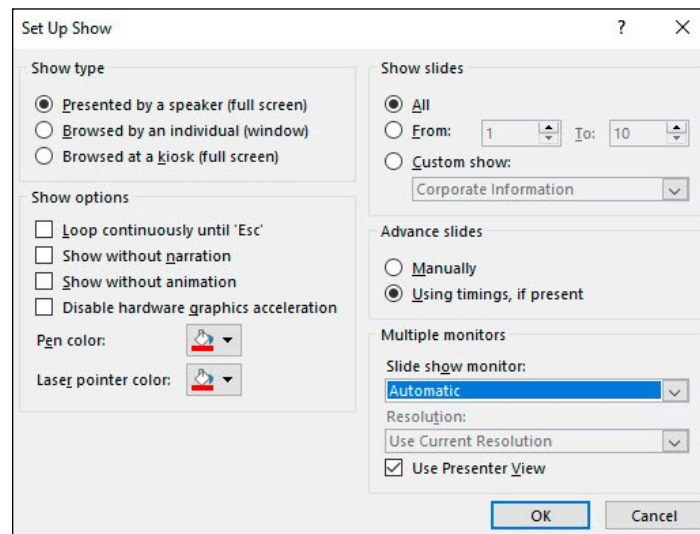 Set Up Show
?
Show type
Presented by a speaker (full screen)
Browsed by an individual (window)
Browsed at a kiosk (full screen)
Show options
Loop continuously until 'Esc'
Show without narration
Show without animation
Disable hardware graphics acceleration
Pen color:
Laser pointer color:
Show slides
All
From: 1 To: 10
Custom show:
Corporate Information
Advance slides
Manually
Using timings, if present
Multiple monitors
Slide show monitor:
Automatic
Resolution:
Use Current Resolution
Use Presenter View
OK Cancel